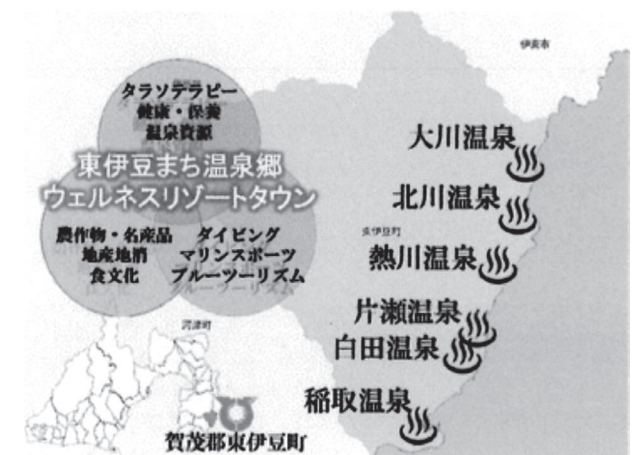 伊東市
タラソテラピー
健康・保養
温泉資源
東伊豆まち温泉郷
ウェルネスリゾートタウン
農作物・名産品
地産地消
食文化
ダイビング
マリンスポーツ
ブルーツーリズム
大川温泉
北川温泉
東伊豆町
熱川温泉
片瀬温泉
白田温泉
稲取温泉
河津町
賀茂郡東伊豆町